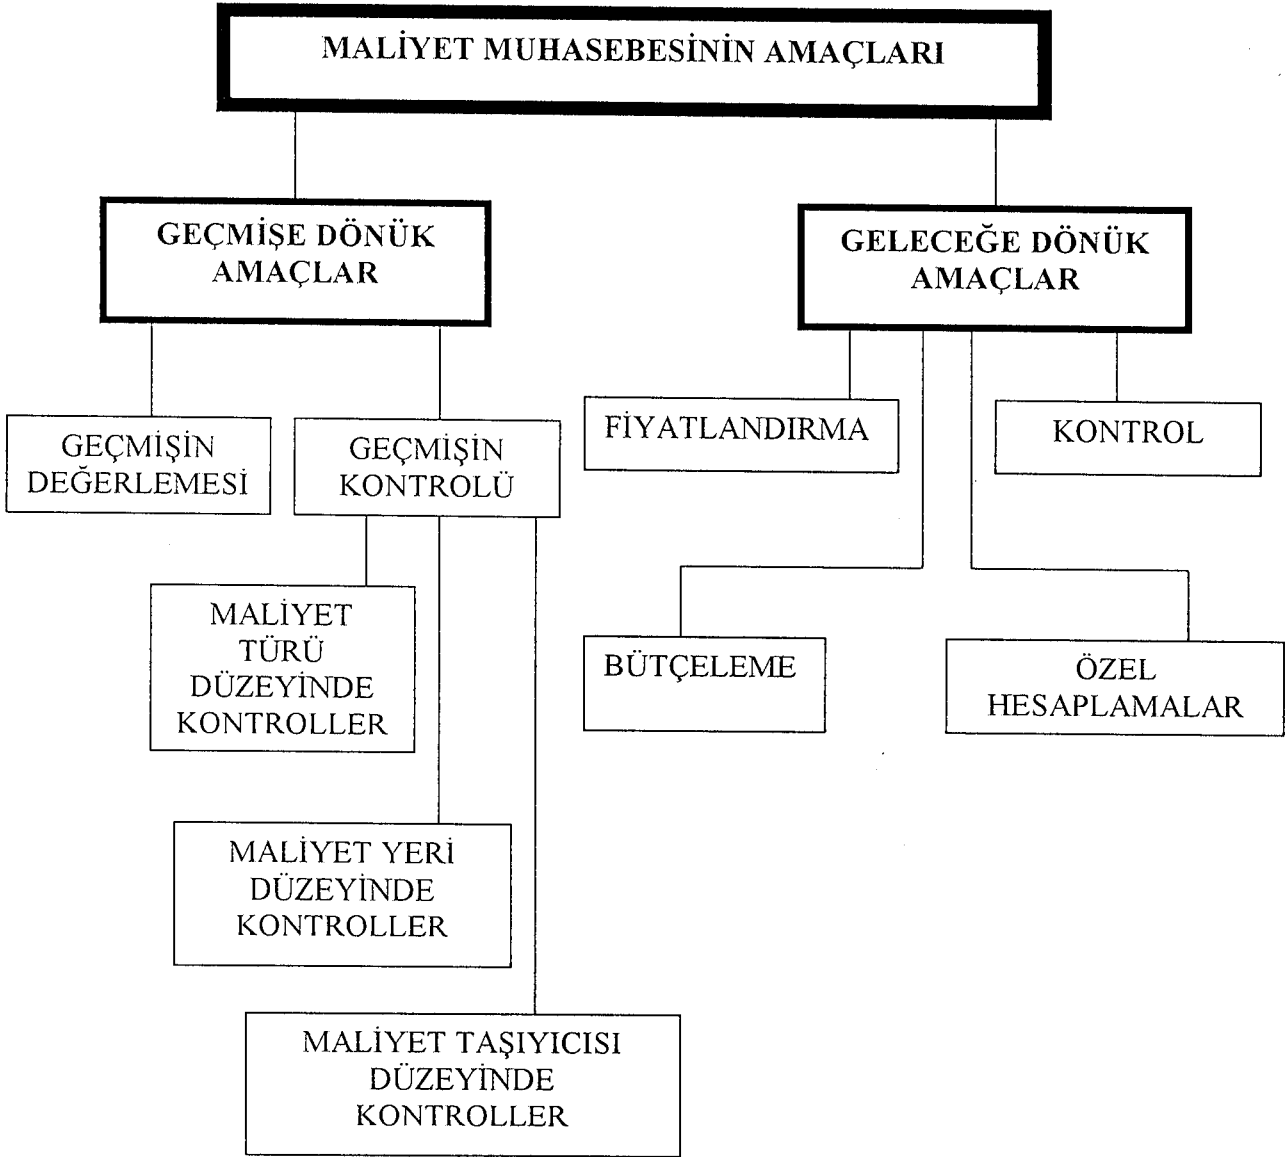 MALİYET MUHASEBESİNİN AMAÇLARI
GEÇMİŞE DÖNÜK
AMAÇLAR
GELECEĞE DÖNÜK
AMAÇLAR
GEÇMİŞİN
DEĞERLEMESİ
GEÇMİŞİN
KONTROLÜ
FİYATLANDIRMA
KONTROL
MALİYET
TÜRÜ
DÜZEYİNDE
KONTROLLER
BÜTÇELEME
ÖZEL
HESAPLAMALAR
MALİYET YERİ
DÜZEYİNDE
KONTROLLER
MALİYET TAŞIYICISI
DÜZEYİNDE
KONTROLLER